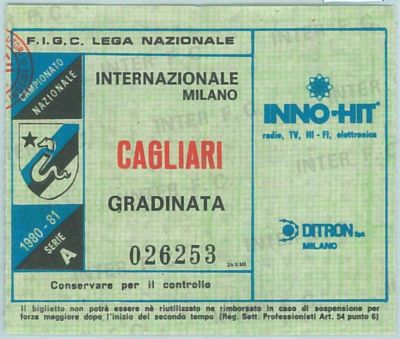 F.I.G.C. LEGA NAZIONALE
CAMPIONATO
NAZIONALE
INTERNAZIONALE
MILANO
CAGLIARI
GRADINATA
1980-81
SERIE
A
026253
Conservare per il controllo
INNO-HIT
radio, TV, Hi-Fi, elettronica
DITRON SpA
MILANO
Il biglietto non potrà essere nè riutilizzato ne rimborsato in caso di sospensione per
forza maggiore dopo l'inizio del secondo tempo (Reg. Sett. Professionisti Art. 54 punto 6)